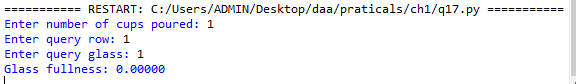 =========== RESTART: C:/Users/ADMIN/Desktop/daa/praticals/ch1/q17.py ===========
Enter number of cups poured: 1
Enter query row: 1
Enter query glass: 1
Glass fullness: 0.00000